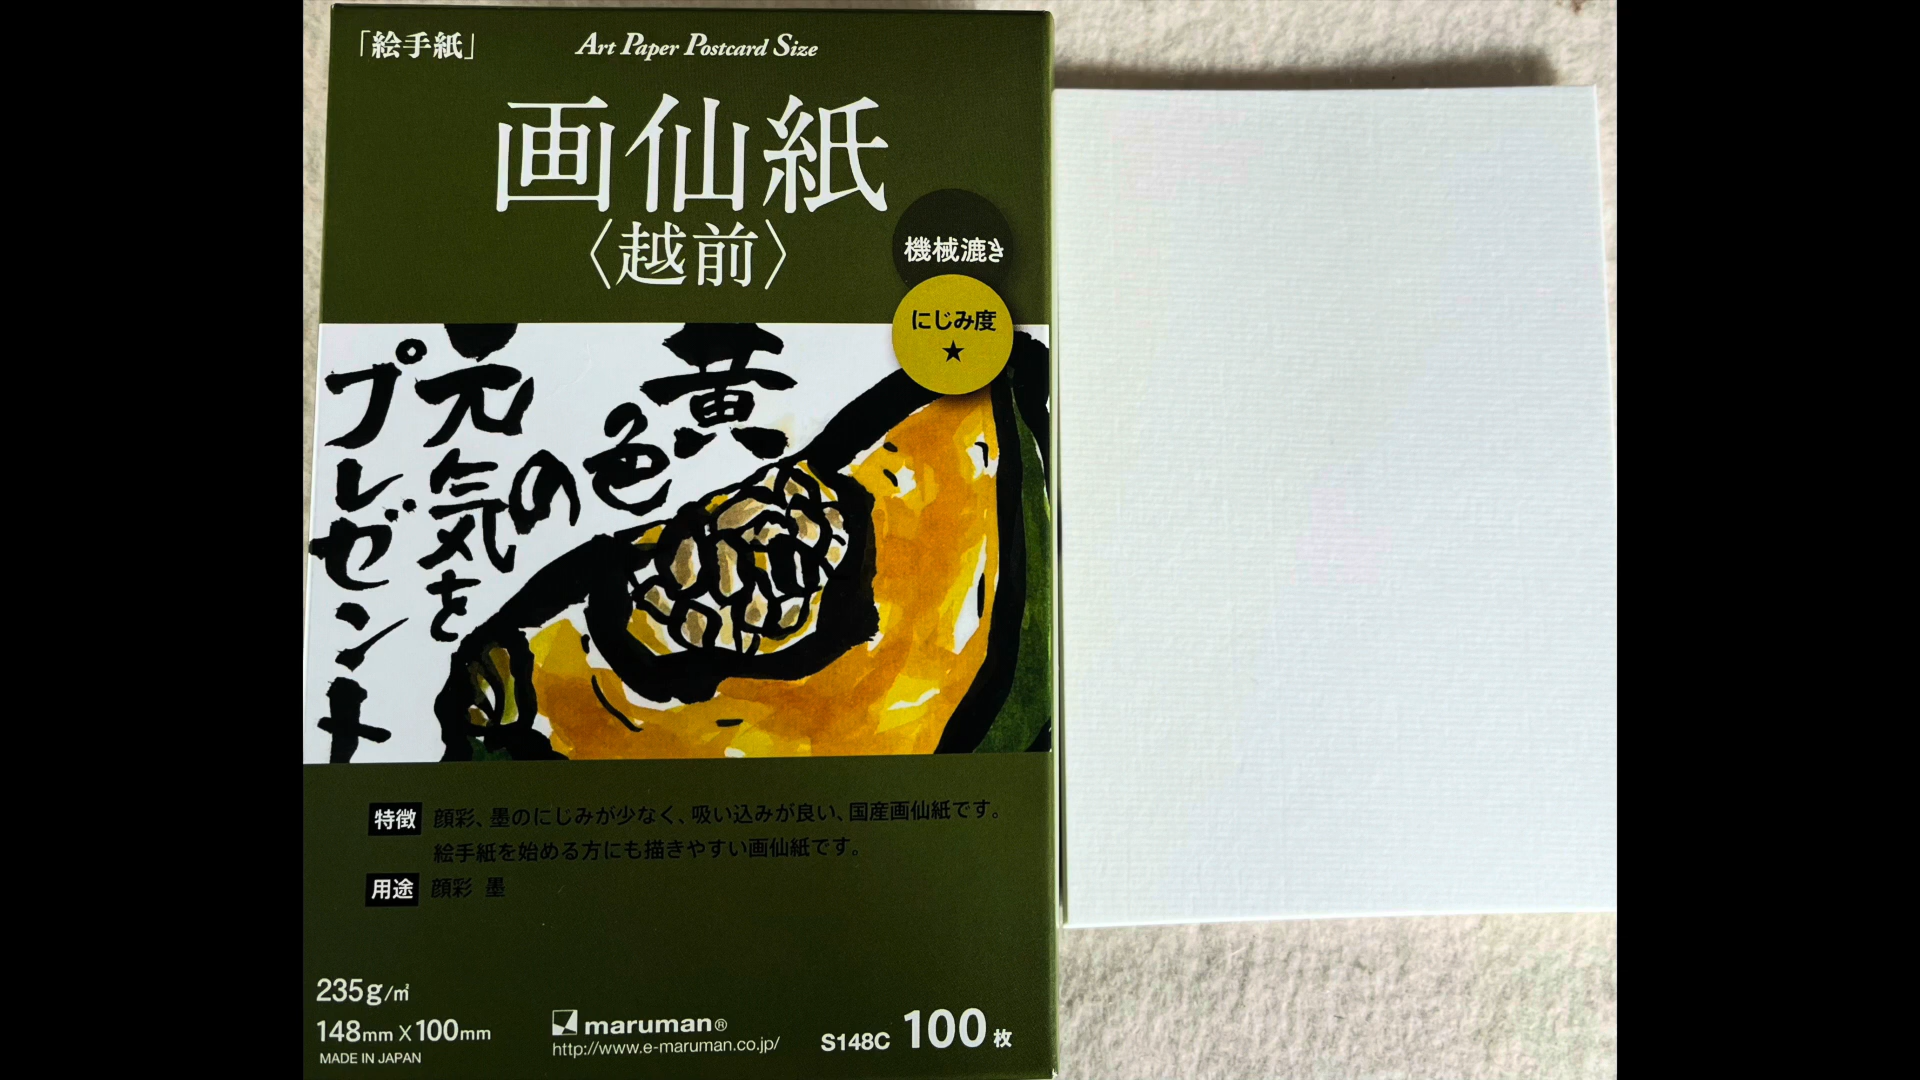 「絵手紙」
Art Paper Postcard Size
画仙紙
〈越前〉
機械漉き
にじみ度
★
黄
色
の
元気を
プレゼント
特徴 顔彩、墨のにじみが少なく、吸い込みが良い、国産画仙紙です。
絵手紙を始める方にも描きやすい画仙紙です。
用途 顔彩 墨
235g/㎡
148mm X 100mm
MADE IN JAPAN
maruman®
http://www.e-maruman.co.jp/
S148C 100枚